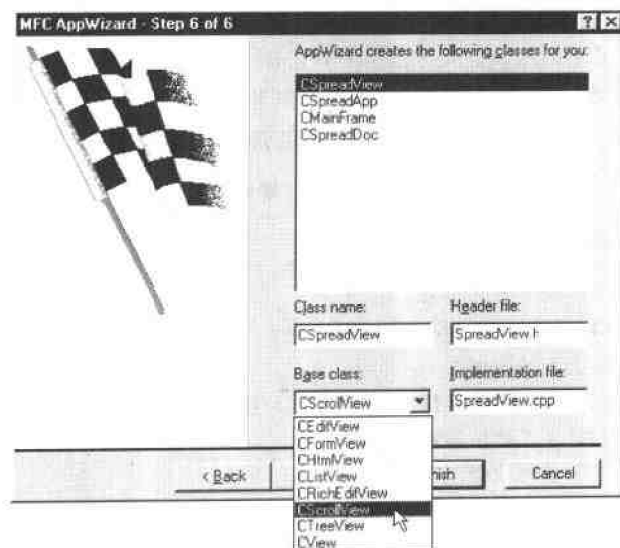 MFC AppWizard - Step 6 of 6
AppWizard creates the following classes for you:
CSpreadView
CSpreadApp
CMainFrame
CSpreadDoc
Class name:
Header file:
CSpreadView
SpreadView.h
Base class:
Implementation file:
CScrollView
SpreadView.cpp
CEditView
CFormView
CHtmlView
CListView
CRichEditView
CScrollView
CTreeView
CView
< Back
nish
Cancel